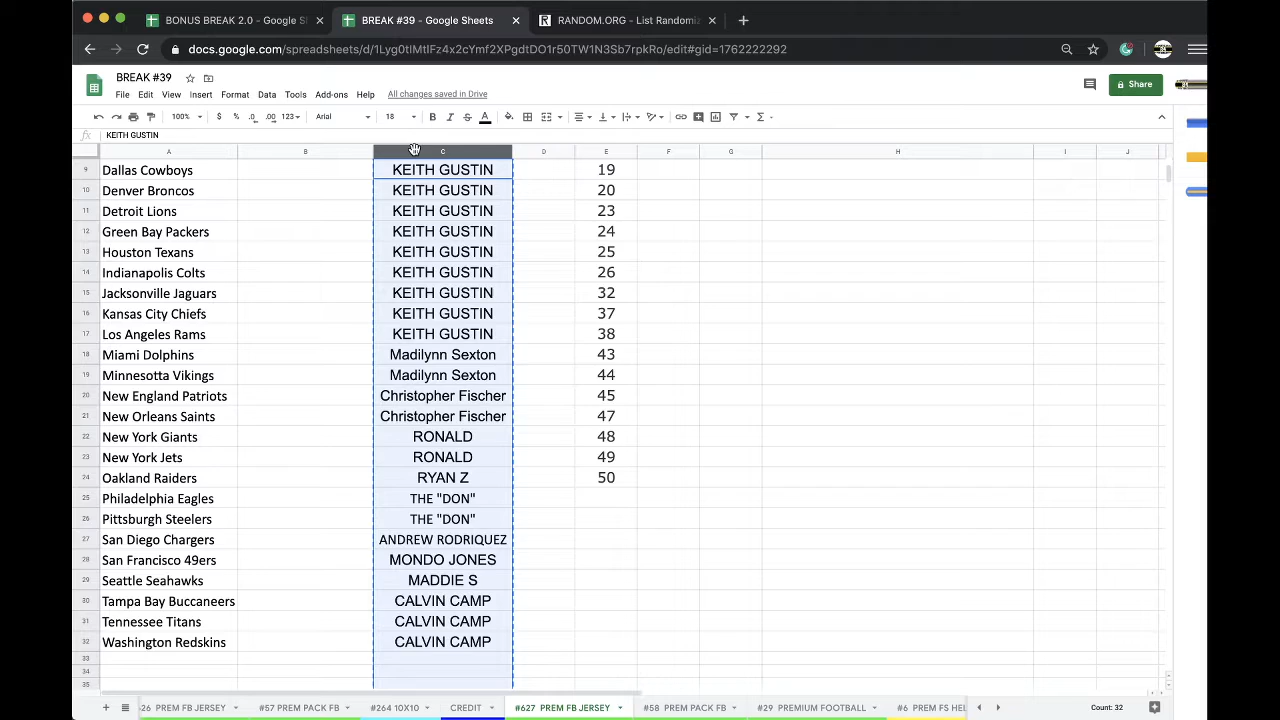 BONUS BREAK 2.0 - Google S
BREAK #39 - Google Sheets
RANDOM.ORG - List Randomiz
docs.google.com/spreadsheets/d/1Lyg0tIMtIFz4x2cYmf2XPgdtDO1r50TW1N3Sb7rpkRo/edit#gid=1762222292
BREAK #39
File Edit View Insert Format Data Tools Add-ons Help All changes saved in Drive
Share
100% $ % .0 .00 123 Arial 18 B I S A
fx KEITH GUSTIN
A B C D E F G H I J
9 Dallas Cowboys KEITH GUSTIN 19
10 Denver Broncos KEITH GUSTIN 20
11 Detroit Lions KEITH GUSTIN 23
12 Green Bay Packers KEITH GUSTIN 24
13 Houston Texans KEITH GUSTIN 25
14 Indianapolis Colts KEITH GUSTIN 26
15 Jacksonville Jaguars KEITH GUSTIN 32
16 Kansas City Chiefs KEITH GUSTIN 37
17 Los Angeles Rams KEITH GUSTIN 38
18 Miami Dolphins Madilynn Sexton 43
19 Minnesotta Vikings Madilynn Sexton 44
20 New England Patriots Christopher Fischer 45
21 New Orleans Saints Christopher Fischer 47
22 New York Giants RONALD 48
23 New York Jets RONALD 49
24 Oakland Raiders RYAN Z 50
25 Philadelphia Eagles THE "DON"
26 Pittsburgh Steelers THE "DON"
27 San Diego Chargers ANDREW RODRIQUEZ
28 San Francisco 49ers MONDO JONES
29 Seattle Seahawks MADDIE S
30 Tampa Bay Buccaneers CALVIN CAMP
31 Tennessee Titans CALVIN CAMP
32 Washington Redskins CALVIN CAMP
33
34
35
26 PREM FB JERSEY #57 PREM PACK FB #264 10X10 CREDIT #627 PREM FB JERSEY #58 PREM PACK FB #29 PREMIUM FOOTBALL #6 PREM FS HEL Count: 32